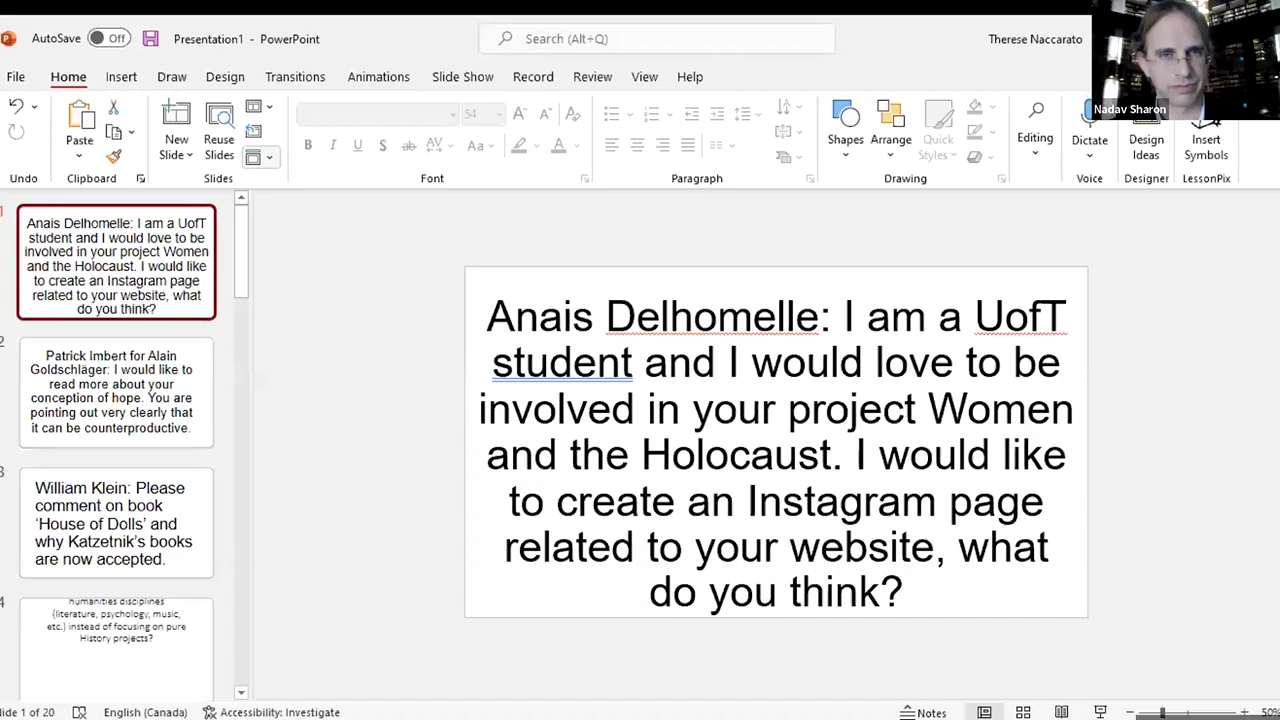 AutoSave Off Presentation1 - PowerPoint Search (Alt+Q) Therese Naccarato
Nadav Sharon
File Home Insert Draw Design Transitions Animations Slide Show Record Review View Help
Undo
Paste
Clipboard
New Slide
Reuse Slides
Slides
54
Font
Paragraph
Shapes
Arrange
Quick Styles
Drawing
Editing
Dictate
Voice
Design Ideas
Designer
Insert Symbols
LessonPix
1
Anais Delhomelle: I am a UofT
student and I would love to be
involved in your project Women
and the Holocaust. I would like
to create an Instagram page
related to your website, what
do you think?
2
Patrick Imbert for Alain
Goldschläger: I would like to
read more about your
conception of hope. You are
pointing out very clearly that
it can be counterproductive.
3
William Klein: Please
comment on book
‘House of Dolls’ and
why Katzetnik’s books
are now accepted.
4
humanities disciplines
(literature, psychology, music,
etc.) instead of focusing on pure
History projects?
Anais Delhomelle: I am a UofT
student and I would love to be
involved in your project Women
and the Holocaust. I would like
to create an Instagram page
related to your website, what
do you think?
lide 1 of 20 English (Canada) Accessibility: Investigate Notes 50%